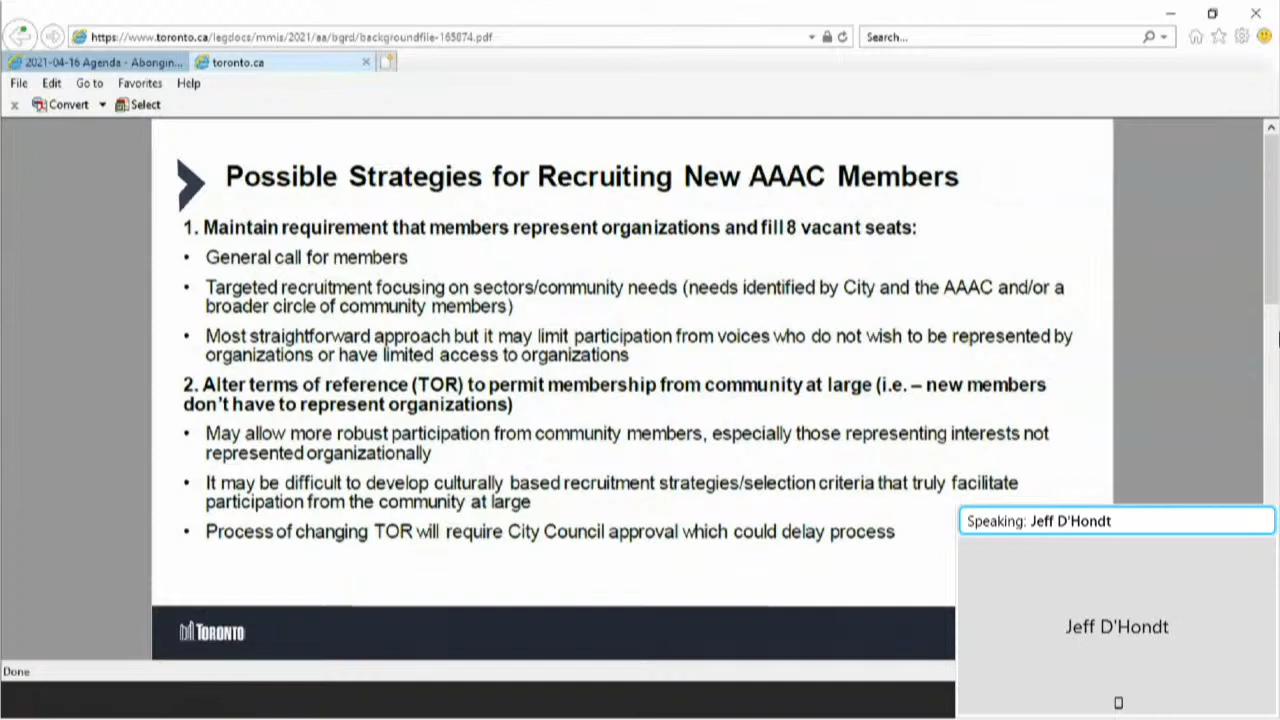 https://www.toronto.ca/legdocs/mmis/2021/aa/bgrd/backgroundfile-165874.pdf
Search...
2021-04-16 Agenda - Aborigin...
toronto.ca
File Edit Go to Favorites Help
x Convert Select
Possible Strategies for Recruiting New AAAC Members
1. Maintain requirement that members represent organizations and fill 8 vacant seats:
• General call for members
• Targeted recruitment focusing on sectors/community needs (needs identified by City and the AAAC and/or a
broader circle of community members)
• Most straightforward approach but it may limit participation from voices who do not wish to be represented by
organizations or have limited access to organizations
2. Alter terms of reference (TOR) to permit membership from community at large (i.e. – new members
don't have to represent organizations)
• May allow more robust participation from community members, especially those representing interests not
represented organizationally
• It may be difficult to develop culturally based recruitment strategies/selection criteria that truly facilitate
participation from the community at large
• Process of changing TOR will require City Council approval which could delay process
Speaking: Jeff D'Hondt
Jeff D'Hondt
TORONTO
Done